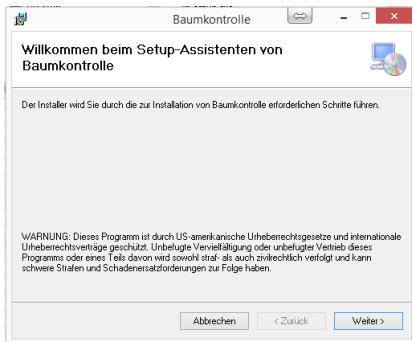 Baumkontrolle
Willkommen beim Setup-Assistenten von
Baumkontrolle
Der Installer wird Sie durch die zur Installation von Baumkontrolle erforderlichen Schritte führen.
WARNUNG: Dieses Programm ist durch US-amerikanische Urheberrechtsgesetze und internationale
Urheberrechtsverträge geschützt. Unbefugte Vervielfältigung oder unbefugter Vertrieb dieses
Programms oder eines Teils davon wird sowohl straf- als auch zivilrechtlich verfolgt und kann
schwere Strafen und Schadenersatzforderungen zur Folge haben.
Abbrechen < Zurück Weiter >